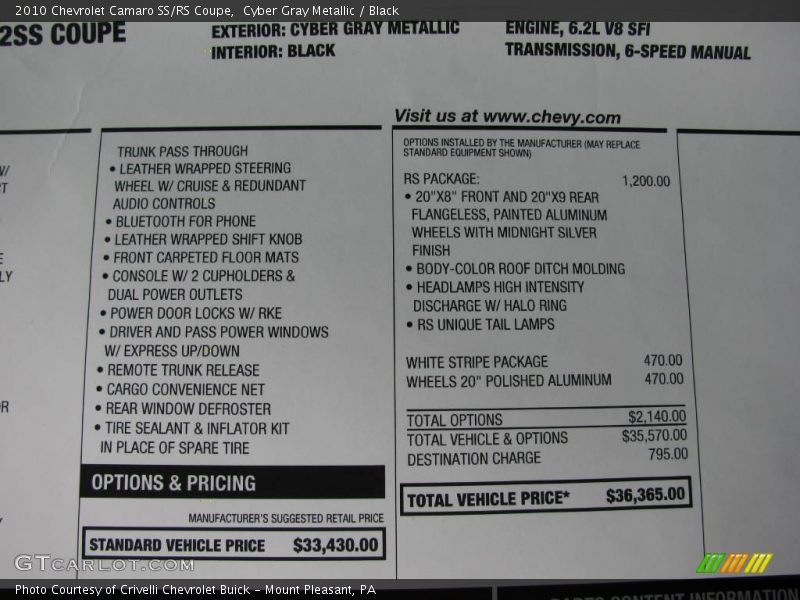 2010 Chevrolet Camaro SS/RS Coupe,  Cyber Gray Metallic / Black
2SS COUPE
EXTERIOR: CYBER GRAY METALLIC
INTERIOR: BLACK
ENGINE, 6.2L V8 SFI
TRANSMISSION, 6-SPEED MANUAL
Visit us at www.chevy.com
W/
TRUNK PASS THROUGH
• LEATHER WRAPPED STEERING
WHEEL W/ CRUISE & REDUNDANT
AUDIO CONTROLS
• BLUETOOTH FOR PHONE
• LEATHER WRAPPED SHIFT KNOB
• FRONT CARPETED FLOOR MATS
• CONSOLE W/ 2 CUPHOLDERS &
DUAL POWER OUTLETS
• POWER DOOR LOCKS W/ RKE
• DRIVER AND PASS POWER WINDOWS
W/ EXPRESS UP/DOWN
• REMOTE TRUNK RELEASE
• CARGO CONVENIENCE NET
• REAR WINDOW DEFROSTER
• TIRE SEALANT & INFLATOR KIT
IN PLACE OF SPARE TIRE
OPTIONS & PRICING
MANUFACTURER'S SUGGESTED RETAIL PRICE
STANDARD VEHICLE PRICE $33,430.00
OPTIONS INSTALLED BY THE MANUFACTURER (MAY REPLACE
STANDARD EQUIPMENT SHOWN)
RS PACKAGE: 1,200.00
• 20"X8" FRONT AND 20"X9 REAR
FLANGELESS, PAINTED ALUMINUM
WHEELS WITH MIDNIGHT SILVER
FINISH
• BODY-COLOR ROOF DITCH MOLDING
• HEADLAMPS HIGH INTENSITY
DISCHARGE W/ HALO RING
• RS UNIQUE TAIL LAMPS
WHITE STRIPE PACKAGE 470.00
WHEELS 20" POLISHED ALUMINUM 470.00
TOTAL OPTIONS $2,140.00
TOTAL VEHICLE & OPTIONS $35,570.00
DESTINATION CHARGE 795.00
TOTAL VEHICLE PRICE* $36,365.00
GTcarlot.com
Photo Courtesy of Crivelli Chevrolet Buick – Mount Pleasant, PA
PARTS CONTENT INFORMATION